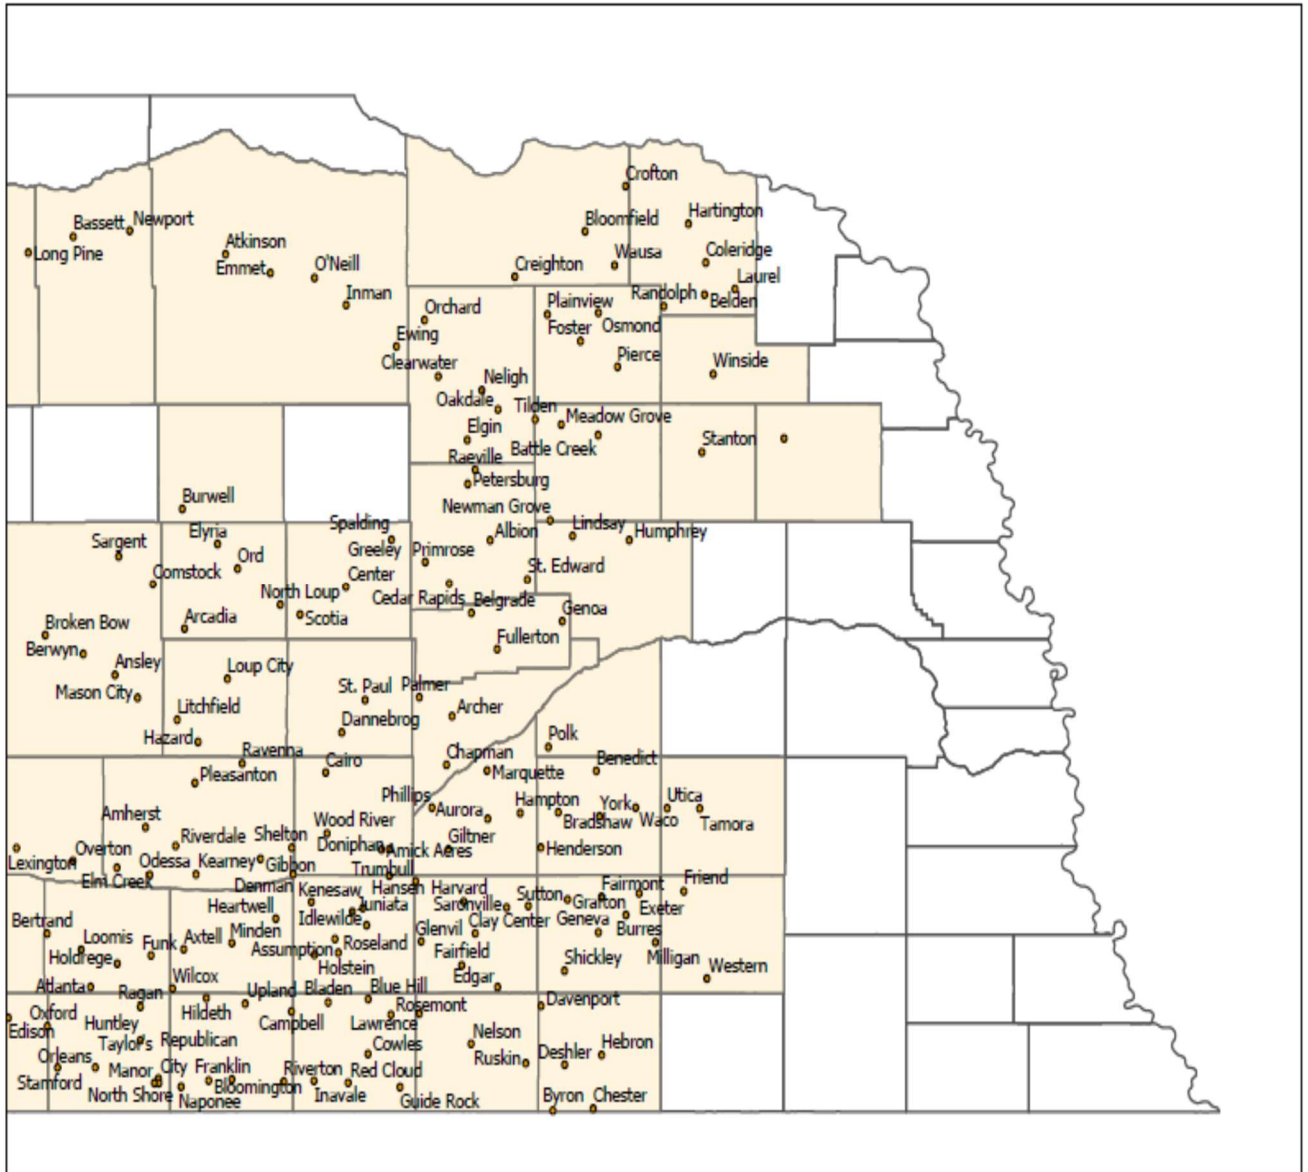 Crofton
Bassett
Newport
Bloomfield
Hartington
Long Pine
Atkinson
Wausa
Coleridge
Emmet
O'Neill
Creighton
Laurel
Inman
Plainview
Randolph
Belden
Orchard
Foster
Osmond
Ewing
Pierce
Clearwater
Winside
Neligh
Oakdale
Tilden
Meadow Grove
Elgin
Battle Creek
Stanton
Raeville
Petersburg
Burwell
Newman Grove
Spalding
Elyria
Albion
Lindsay
Humphrey
Sargent
Ord
Greeley
Center
Primrose
Comstock
St. Edward
North Loup
Cedar Rapids
Belgrade
Scotia
Arcadia
Genoa
Broken Bow
Fullerton
Berwyn
Ansley
Loup City
Mason City
St. Paul
Palmer
Litchfield
Archer
Dannebrog
Hazard
Polk
Ravenna
Cairo
Chapman
Benedict
Pleasanton
Marquette
Phillips
Aurora
Hampton
York
Utica
Amherst
Wood River
Bradshaw
Waco
Tamora
Riverdale
Shelton
Doniphan
Giltner
Overton
Amick Acres
Henderson
Lexington
Odessa
Kearney
Gibbon
Trumbull
Elm Creek
Denman
Kenesaw
Hansen
Harvard
Fairmont
Friend
Heartwell
Juniata
Saronville
Sutton
Grafton
Exeter
Bertrand
Idlewilde
Clay Center
Geneva
Loomis
Funk
Axtell
Minden
Glenvil
Burres
Holdrege
Assumption
Roseland
Fairfield
Shickley
Milligan
Holstein
Western
Atlanta
Wilcox
Edgar
Ragan
Upland
Bladen
Blue Hill
Davenport
Oxford
Hildeth
Rosemont
Edison
Huntley
Campbell
Lawrence
Nelson
Taylor's
Republican
Cowles
Hebron
Orleans
Ruskin
Deshler
Manor
City
Franklin
Riverton
Red Cloud
Stamford
Bloomington
North Shore
Naponee
Inavale
Guide Rock
Byron
Chester